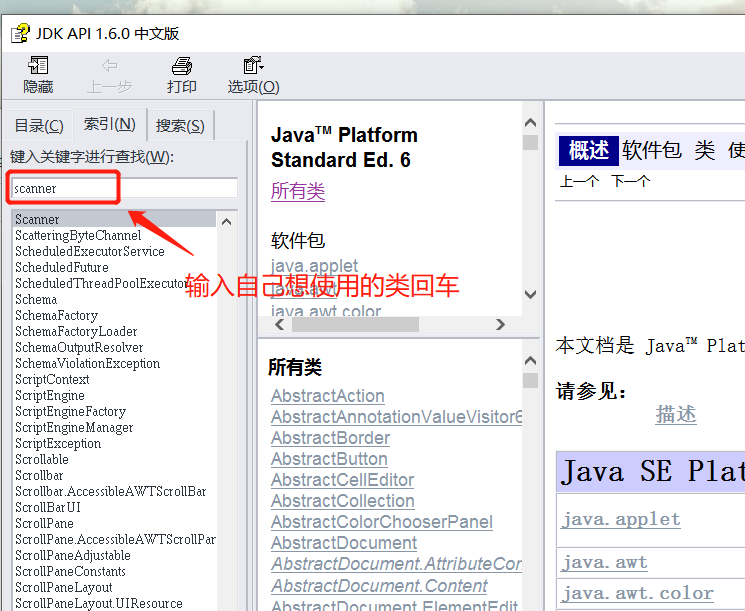 JDK API 1.6.0 中文版
隐藏 上一步 打印 选项(O)
目录(C) 索引(N) 搜索(S)
键入关键字进行查找(W):
scanner
Scanner
ScatteringByteChannel
ScheduledExecutorService
ScheduledFuture
ScheduledThreadPoolExecutor
Schema
SchemaFactory
SchemaFactoryLoader
SchemaOutputResolver
SchemaViolationException
ScriptContext
ScriptEngine
ScriptEngineFactory
ScriptEngineManager
ScriptException
Scrollable
Scrollbar
Scrollbar.AccessibleAWTScrollBar
ScrollBarUI
ScrollPane
ScrollPane.AccessibleAWTScrollPar
ScrollPaneAdjustable
ScrollPaneConstants
ScrollPaneLayout
ScrollPaneLayout.UIResource
输入自己想使用的类回车
Java™ Platform
Standard Ed. 6
所有类
软件包
java.applet
java.awt
java.awt.color
所有类
AbstractAction
AbstractAnnotationValueVisitor6
AbstractBorder
AbstractButton
AbstractCellEditor
AbstractCollection
AbstractColorChooserPanel
AbstractDocument
AbstractDocument.AttributeCon
AbstractDocument.Content
AbstractDocument.ElementEdit
概述 软件包 类 使
上一个 下一个
本文档是 Java™ Plat
请参见：
描述
Java SE Plat
java.applet
java.awt
java.awt.color